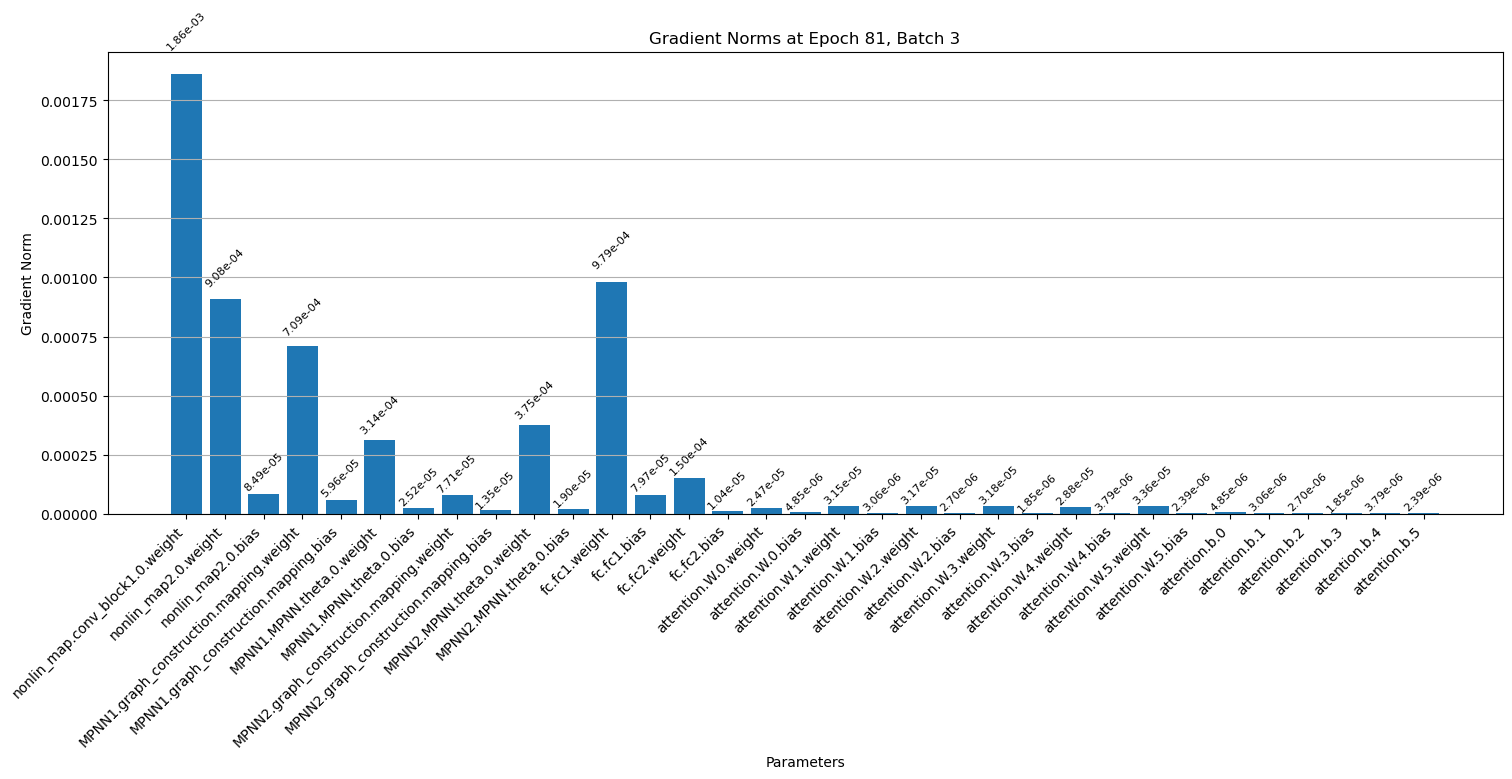 Gradient Norms at Epoch 81, Batch 3
Gradient Norm
0.00175
0.00150
0.00125
0.00100
0.00075
0.00050
0.00025
0.00000
1.86e-03
9.08e-04
8.49e-05
7.09e-04
5.96e-05
3.14e-04
2.52e-05
7.71e-05
1.35e-05
3.75e-04
1.90e-05
9.79e-04
7.97e-05
1.50e-04
1.04e-05
2.47e-05
4.85e-06
3.15e-05
3.06e-06
3.17e-05
2.70e-06
3.18e-05
1.85e-06
2.88e-05
3.79e-06
3.36e-05
2.39e-06
4.85e-06
3.06e-06
2.70e-06
1.85e-06
3.79e-06
2.39e-06
nonlin_map.conv_block1.0.weight
nonlin_map2.0.weight
nonlin_map2.0.bias
MPNN1.graph_construction.mapping.weight
MPNN1.graph_construction.mapping.bias
MPNN1.MPNN.theta.0.weight
MPNN1.MPNN.theta.0.bias
MPNN2.graph_construction.mapping.weight
MPNN2.graph_construction.mapping.bias
MPNN2.MPNN.theta.0.weight
MPNN2.MPNN.theta.0.bias
fc.fc1.weight
fc.fc1.bias
fc.fc2.weight
fc.fc2.bias
attention.W.0.weight
attention.W.0.bias
attention.W.1.weight
attention.W.1.bias
attention.W.2.weight
attention.W.2.bias
attention.W.3.weight
attention.W.3.bias
attention.W.4.weight
attention.W.4.bias
attention.W.5.weight
attention.W.5.bias
attention.b.0
attention.b.1
attention.b.2
attention.b.3
attention.b.4
attention.b.5
Parameters